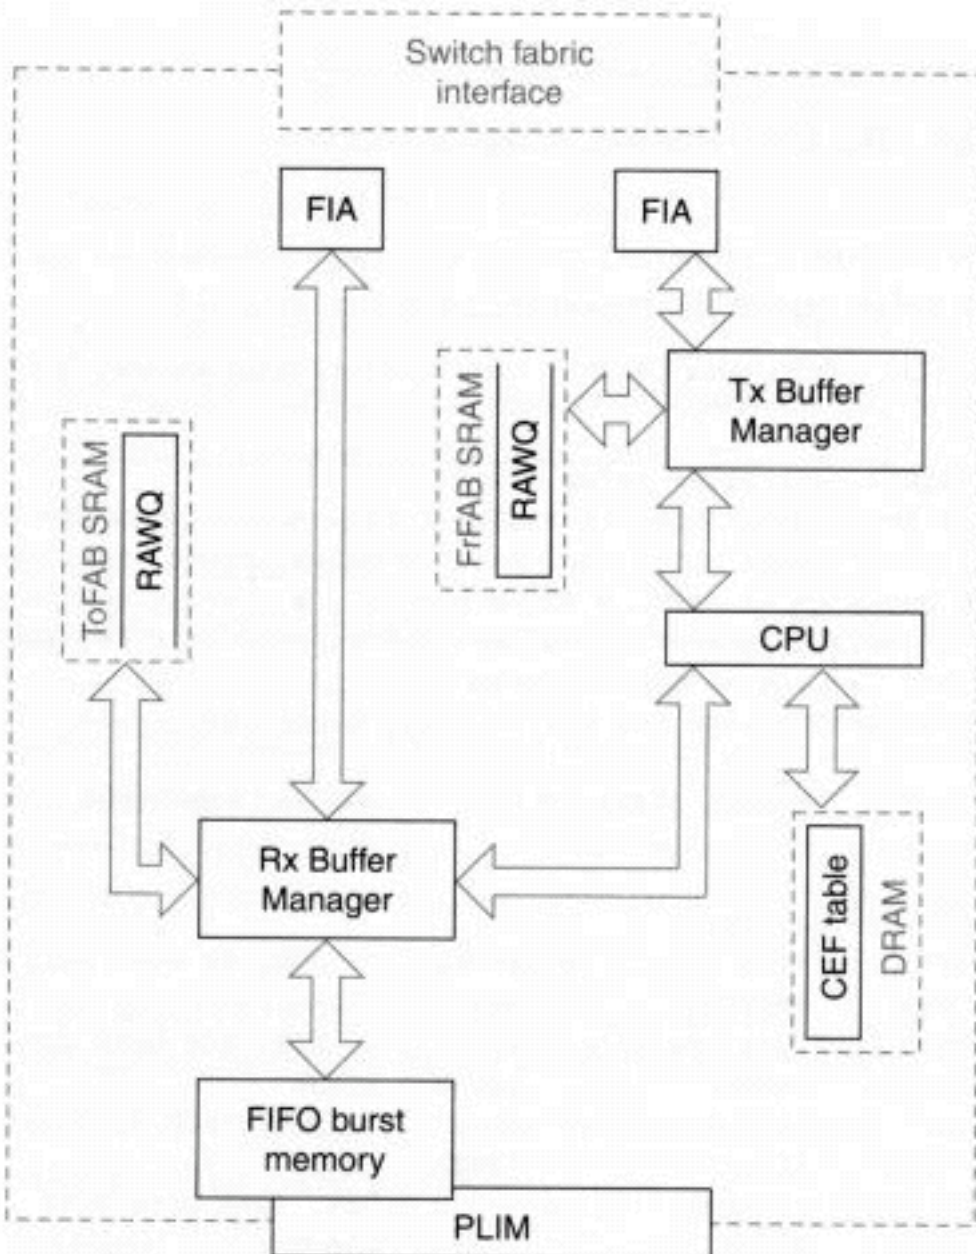 Switch fabric
interface
FIA
FIA
Tx Buffer
Manager
FrFAB SRAM
RAWQ
ToFAB SRAM
RAWQ
CPU
Rx Buffer
Manager
CEF table
DRAM
FIFO burst
memory
PLIM